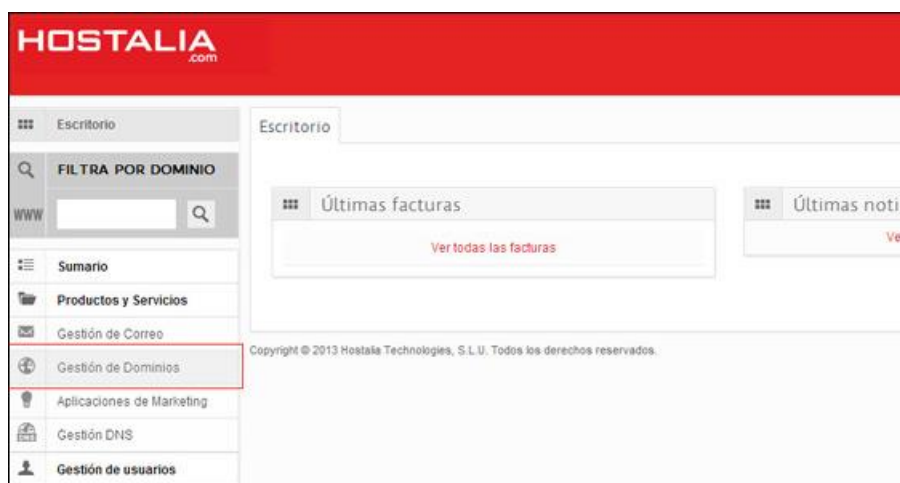 HOSTALIA
.com
Escritorio
FILTRA POR DOMINIO
WWW
Sumario
Productos y Servicios
Gestión de Correo
Gestión de Dominios
Aplicaciones de Marketing
Gestión DNS
Gestión de usuarios
Escritorio
Últimas facturas
Ver todas las facturas
Últimas noti
Ve
Copyright © 2013 Hostalia Technologies, S.L.U. Todos los derechos reservados.